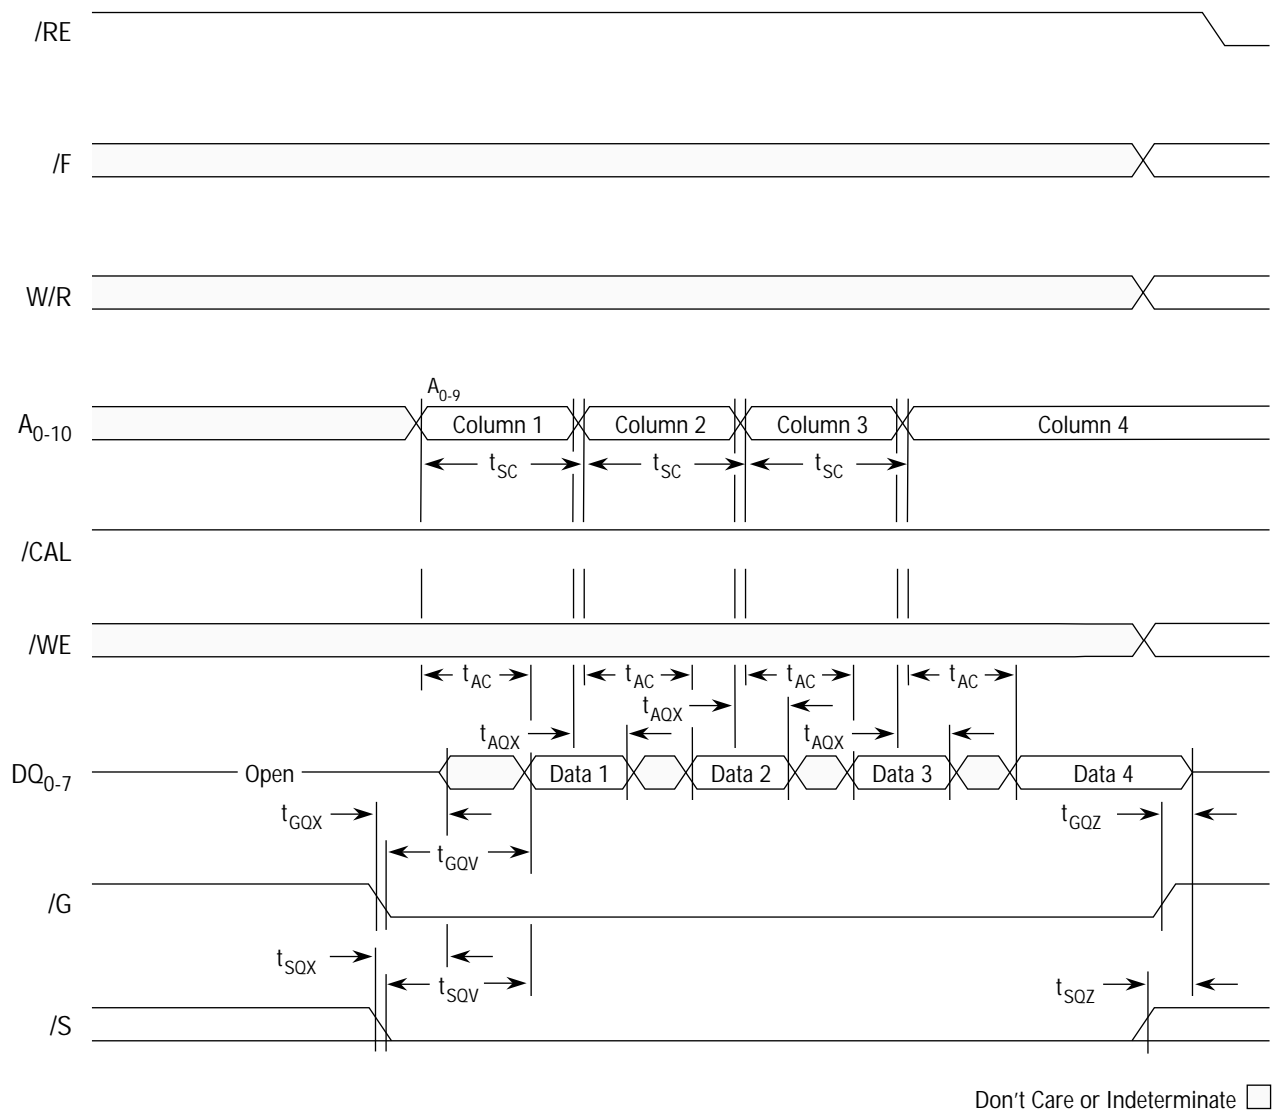 /RE
/F
W/R
A0-9
A0-10
Column 1 Column 2 Column 3 Column 4
tSC tSC tSC
/CAL
/WE
tAC tAC tAC tAC
tAQX
tAQX tAQX
DQ0-7 Open Data 1 Data 2 Data 3 Data 4
tGQX tGQZ
tGQV
/G
tSQX
tSQV tSQZ
/S
Don't Care or Indeterminate